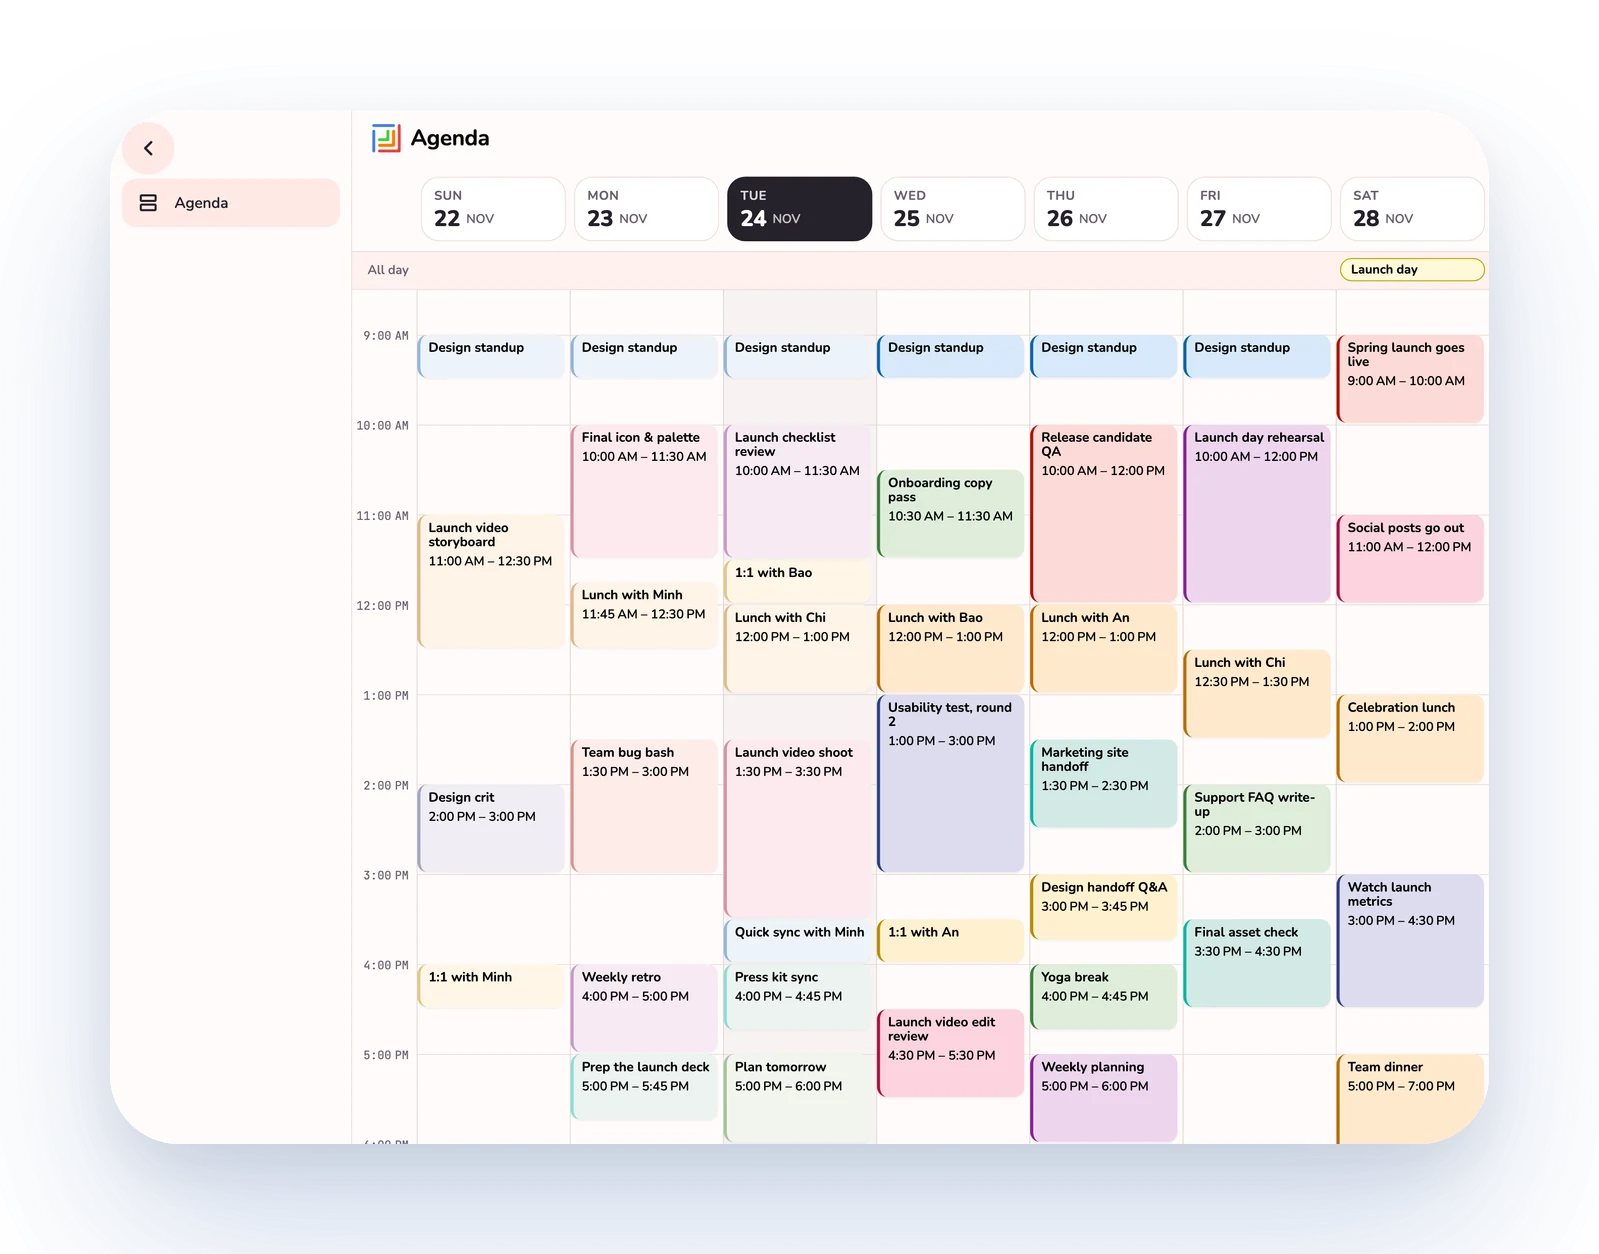 Agenda
Agenda
SUN
22 NOV
MON
23 NOV
TUE
24 NOV
WED
25 NOV
THU
26 NOV
FRI
27 NOV
SAT
28 NOV
All day
Launch day
9:00 AM
10:00 AM
11:00 AM
12:00 PM
1:00 PM
2:00 PM
3:00 PM
4:00 PM
5:00 PM
Design standup
Launch video
storyboard
11:00 AM – 12:30 PM
Design crit
2:00 PM – 3:00 PM
1:1 with Minh
Design standup
Final icon & palette
10:00 AM – 11:30 AM
Lunch with Minh
11:45 AM – 12:30 PM
Team bug bash
1:30 PM – 3:00 PM
Weekly retro
4:00 PM – 5:00 PM
Prep the launch deck
5:00 PM – 5:45 PM
Design standup
Launch checklist
review
10:00 AM – 11:30 AM
1:1 with Bao
Lunch with Chi
12:00 PM – 1:00 PM
Launch video shoot
1:30 PM – 3:30 PM
Quick sync with Minh
Press kit sync
4:00 PM – 4:45 PM
Plan tomorrow
5:00 PM – 6:00 PM
Design standup
Onboarding copy
pass
10:30 AM – 11:30 AM
Lunch with Bao
12:00 PM – 1:00 PM
Usability test, round
2
1:00 PM – 3:00 PM
1:1 with An
Launch video edit
review
4:30 PM – 5:30 PM
Design standup
Release candidate
QA
10:00 AM – 12:00 PM
Lunch with An
12:00 PM – 1:00 PM
Marketing site
handoff
1:30 PM – 2:30 PM
Design handoff Q&A
3:00 PM – 3:45 PM
Yoga break
4:00 PM – 4:45 PM
Weekly planning
5:00 PM – 6:00 PM
Design standup
Launch day rehearsal
10:00 AM – 12:00 PM
Lunch with Chi
12:30 PM – 1:30 PM
Support FAQ write-
up
2:00 PM – 3:00 PM
Final asset check
3:30 PM – 4:30 PM
Spring launch goes
live
9:00 AM – 10:00 AM
Social posts go out
11:00 AM – 12:00 PM
Celebration lunch
1:00 PM – 2:00 PM
Watch launch
metrics
3:00 PM – 4:30 PM
Team dinner
5:00 PM – 7:00 PM